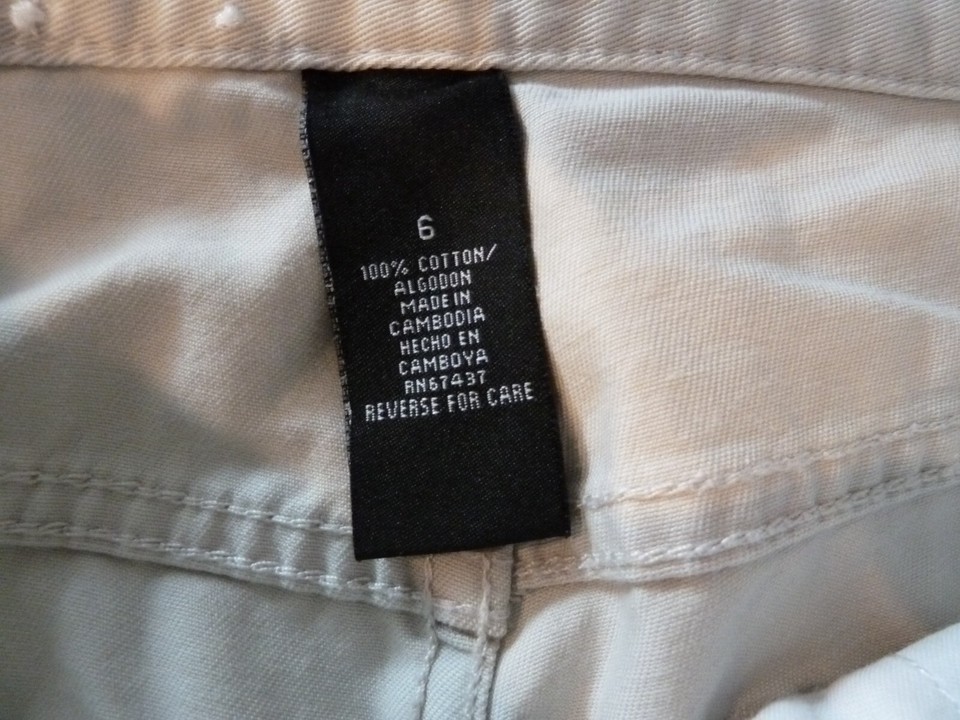 6
100% COTTON/
ALGODON
MADE IN
CAMBODIA
HECHO EN
CAMBOYA
RN67437
REVERSE FOR CARE